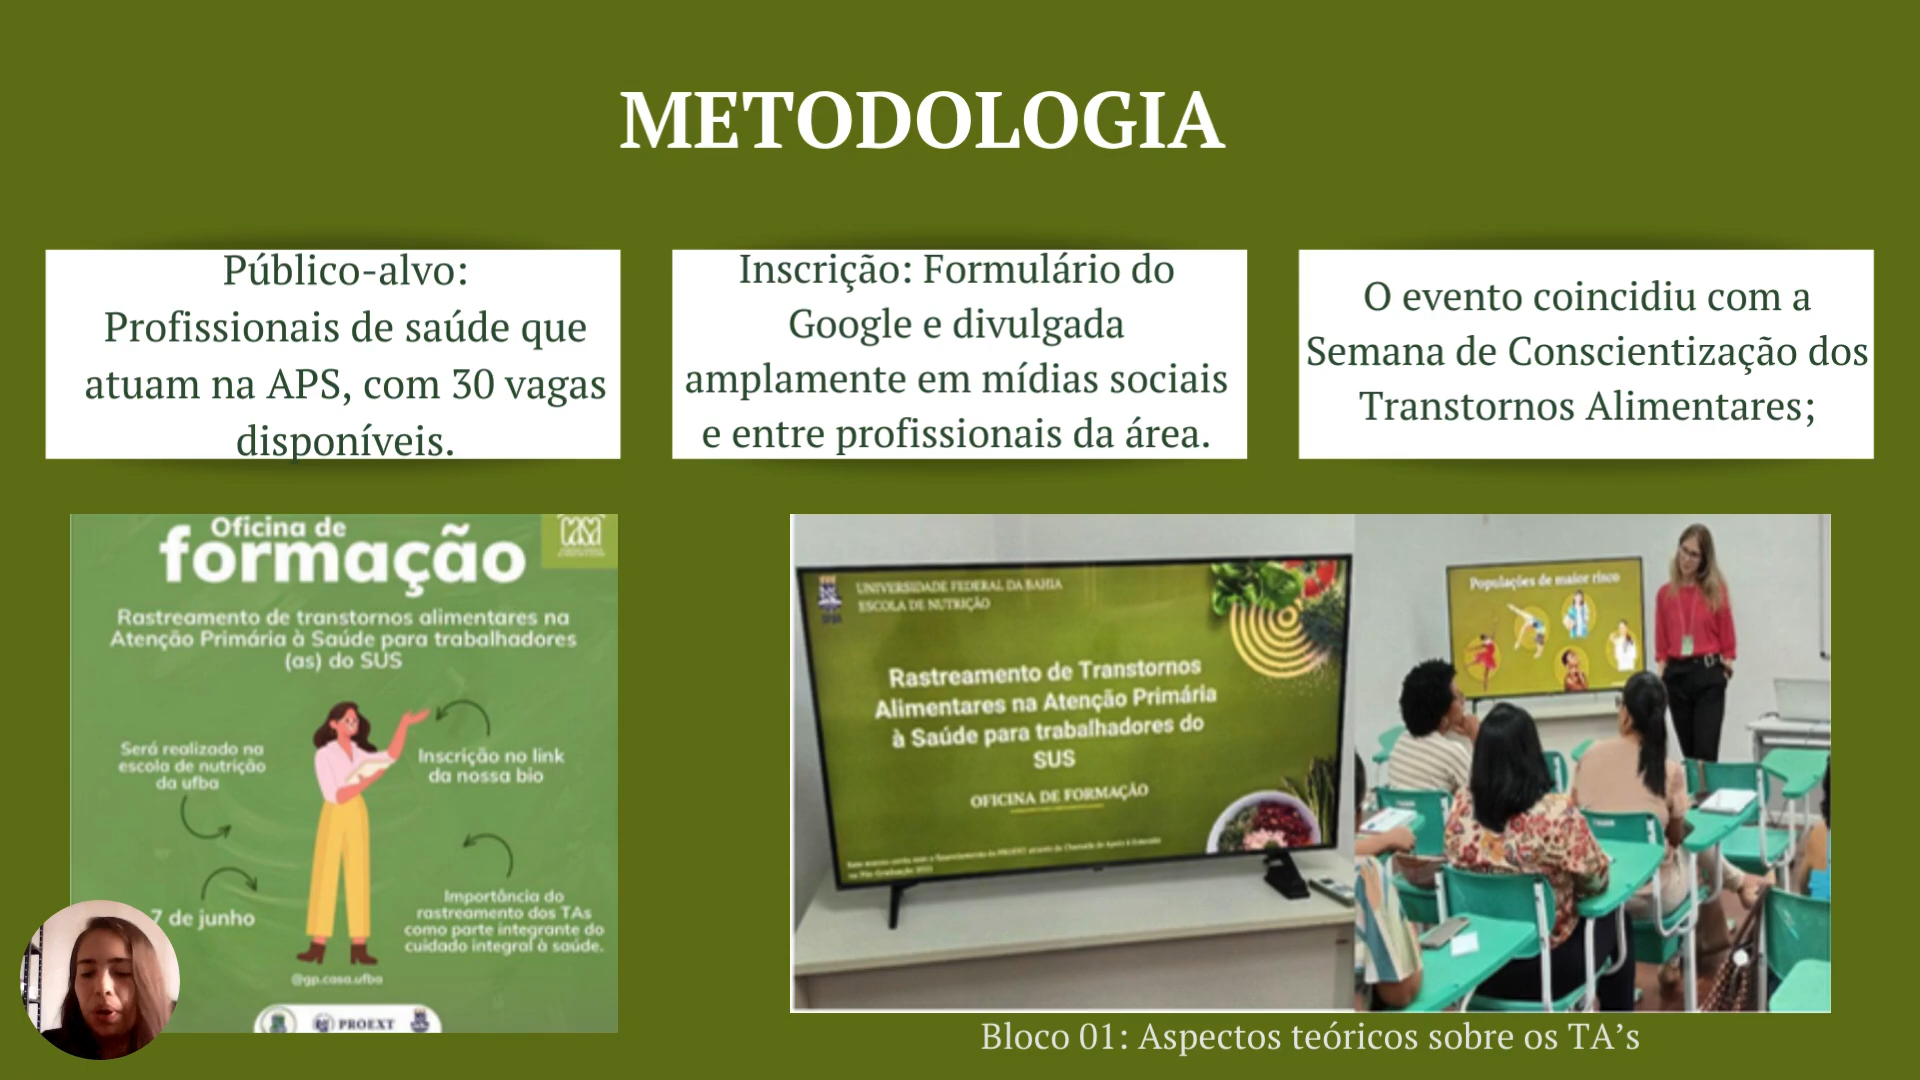 METODOLOGIA
Público-alvo:
Profissionais de saúde que
atuam na APS, com 30 vagas
disponíveis.
Inscrição: Formulário do
Google e divulgada
amplamente em mídias sociais
e entre profissionais da área.
O evento coincidiu com a
Semana de Conscientização dos
Transtornos Alimentares;
Oficina de
formação
Rastreamento de transtornos alimentares na
Atenção Primária à Saúde para trabalhadores
(as) do SUS
Será realizado na
escola de nutrição
da ufba
Inscrição no link
da nossa bio
7 de junho
Importância do
rastreamento dos TAs
como parte integrante do
cuidado integral à saúde.
@gp.casa.ufba
PROEXT
UNIVERSIDADE FEDERAL DA BAHIA
ESCOLA DE NUTRIÇÃO
Rastreamento de Transtornos
Alimentares na Atenção Primária
à Saúde para trabalhadores do
SUS
OFICINA DE FORMAÇÃO
Populações de maior risco
Bloco 01: Aspectos teóricos sobre os TA’s